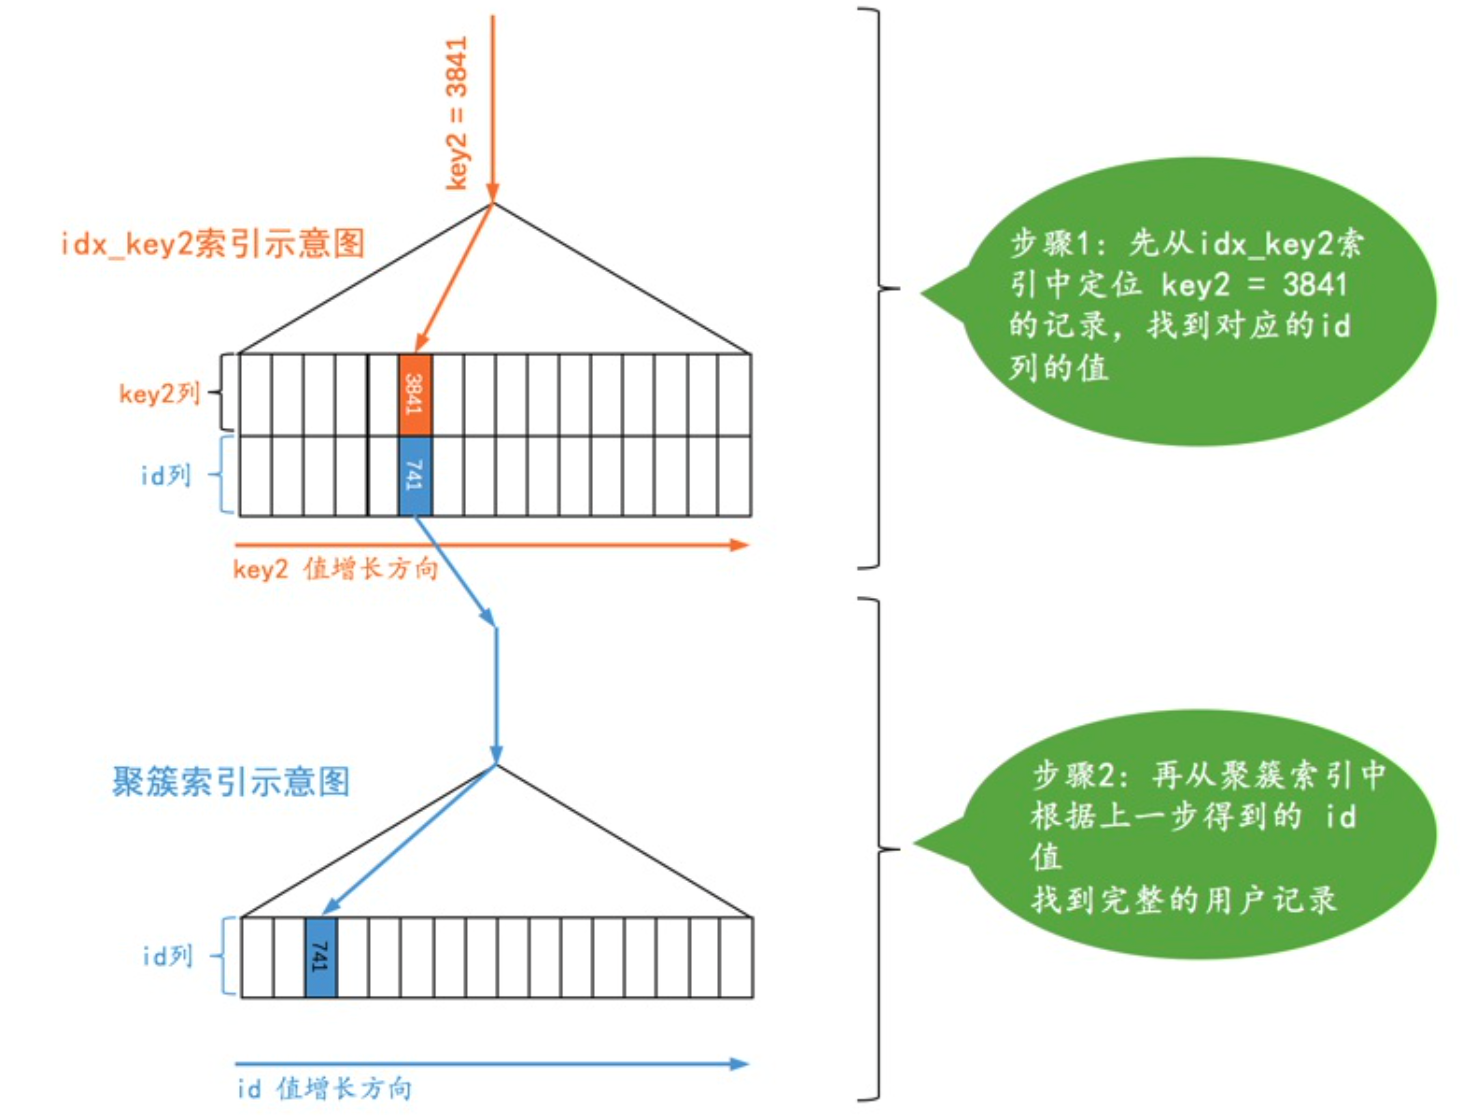 key2 = 3841
idx_key2索引示意图
步骤1：先从idx_key2索
引中定位 key2 = 3841
的记录，找到对应的id
列的值
key2列
3841
id列
741
key2 值增长方向
聚簇索引示意图
步骤2：再从聚簇索引中
根据上一步得到的 id
值
找到完整的用户记录
id列
741
id 值增长方向